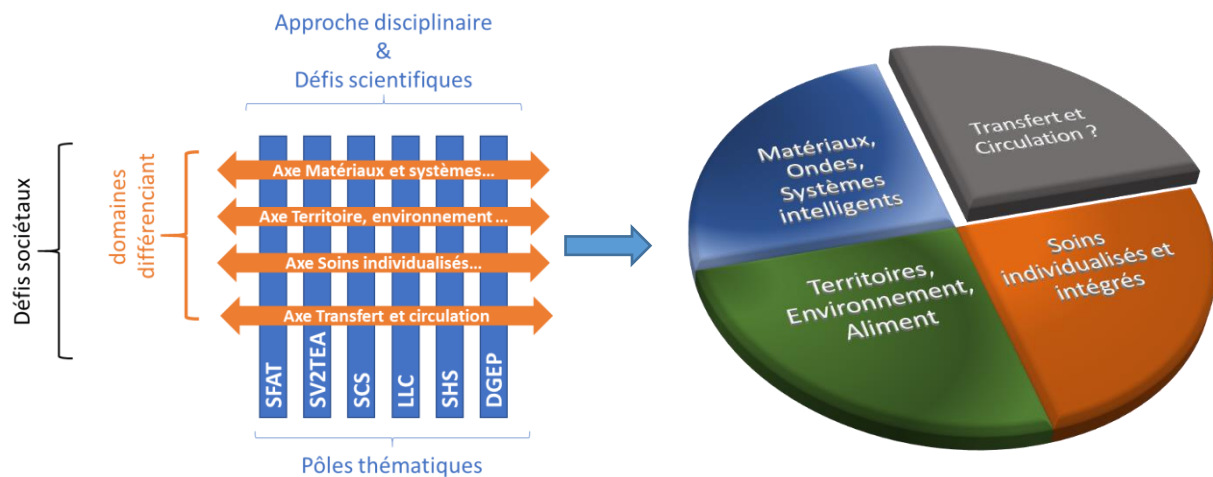 Approche disciplinaire
&
Défis scientifiques
Défis sociétaux
domaines
différenciant
Axe Matériaux et systèmes...
Axe Territoire, environnement ...
Axe Soins individualisés...
Axe Transfert et circulation
SFAT
SV2TEA
SCS
LLC
SHS
DGEP
Pôles thématiques
Matériaux,
Ondes,
Systèmes
intelligents
Transfert et
Circulation ?
Territoires,
Environnement,
Aliment
Soins
individualisés et
intégrés